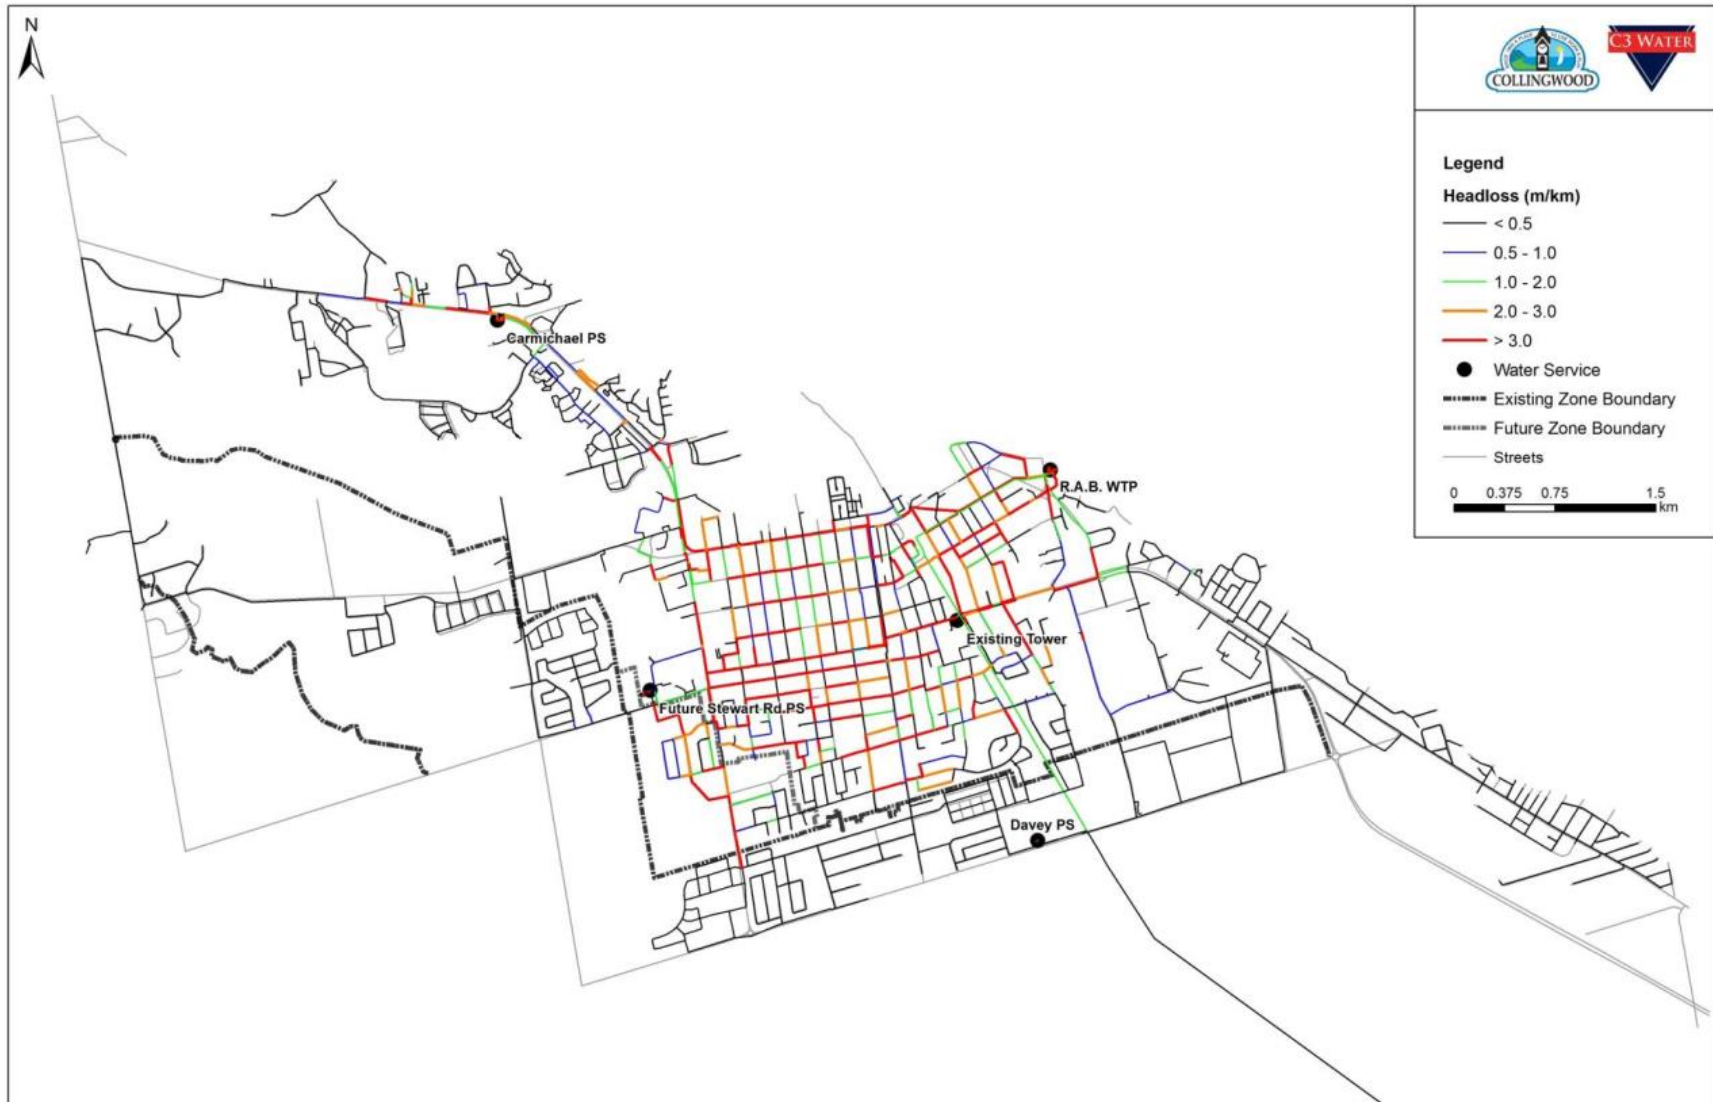 N
COLLINGWOOD
C3 WATER
Legend
Headloss (m/km)
< 0.5
0.5 - 1.0
1.0 - 2.0
2.0 - 3.0
> 3.0
Water Service
Existing Zone Boundary
Future Zone Boundary
Streets
0 0.375 0.75 1.5
km
Carmichael PS
R.A.B. WTP
Existing Tower
Future Stewart Rd.PS
Davey PS